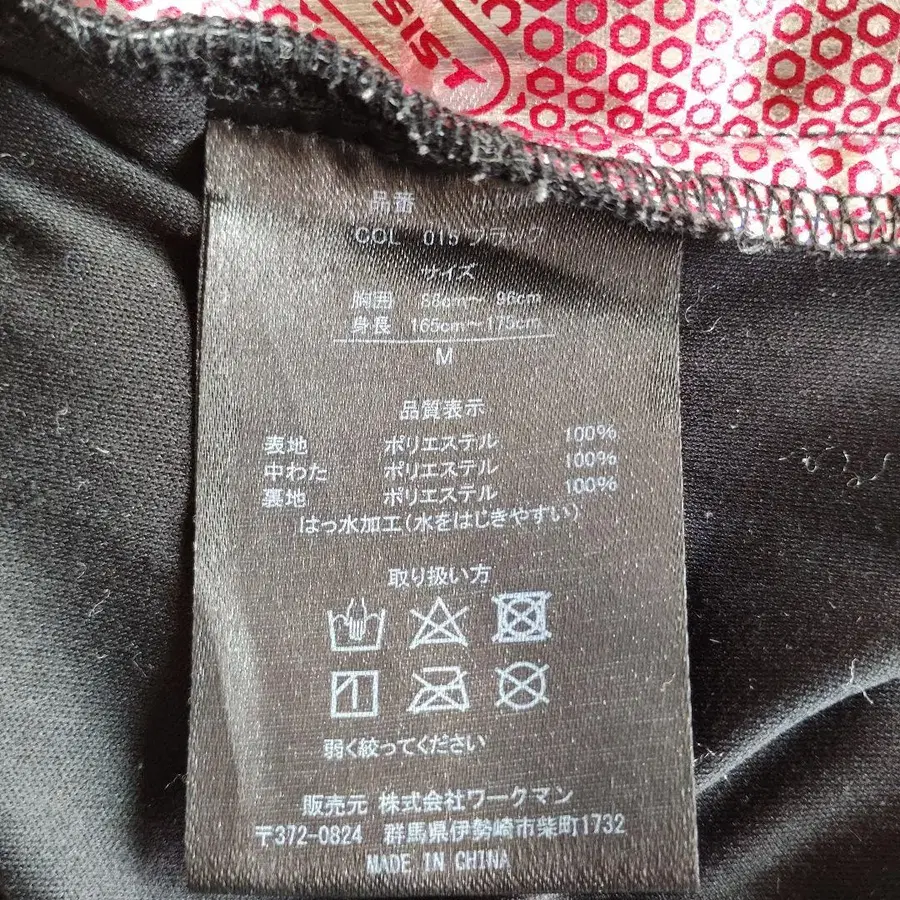 SIST
品番
COL 015 ブラック
サイズ
胸囲 88cm～ 96cm
身長 165cm～175cm
M
品質表示
表地 ポリエステル 100%
中わた ポリエステル 100%
裏地 ポリエステル 100%
はっ水加工(水をはじきやすい)
取り扱い方
弱く絞ってください
販売元 株式会社ワークマン
〒372-0824 群馬県伊勢崎市柴町1732
MADE IN CHINA